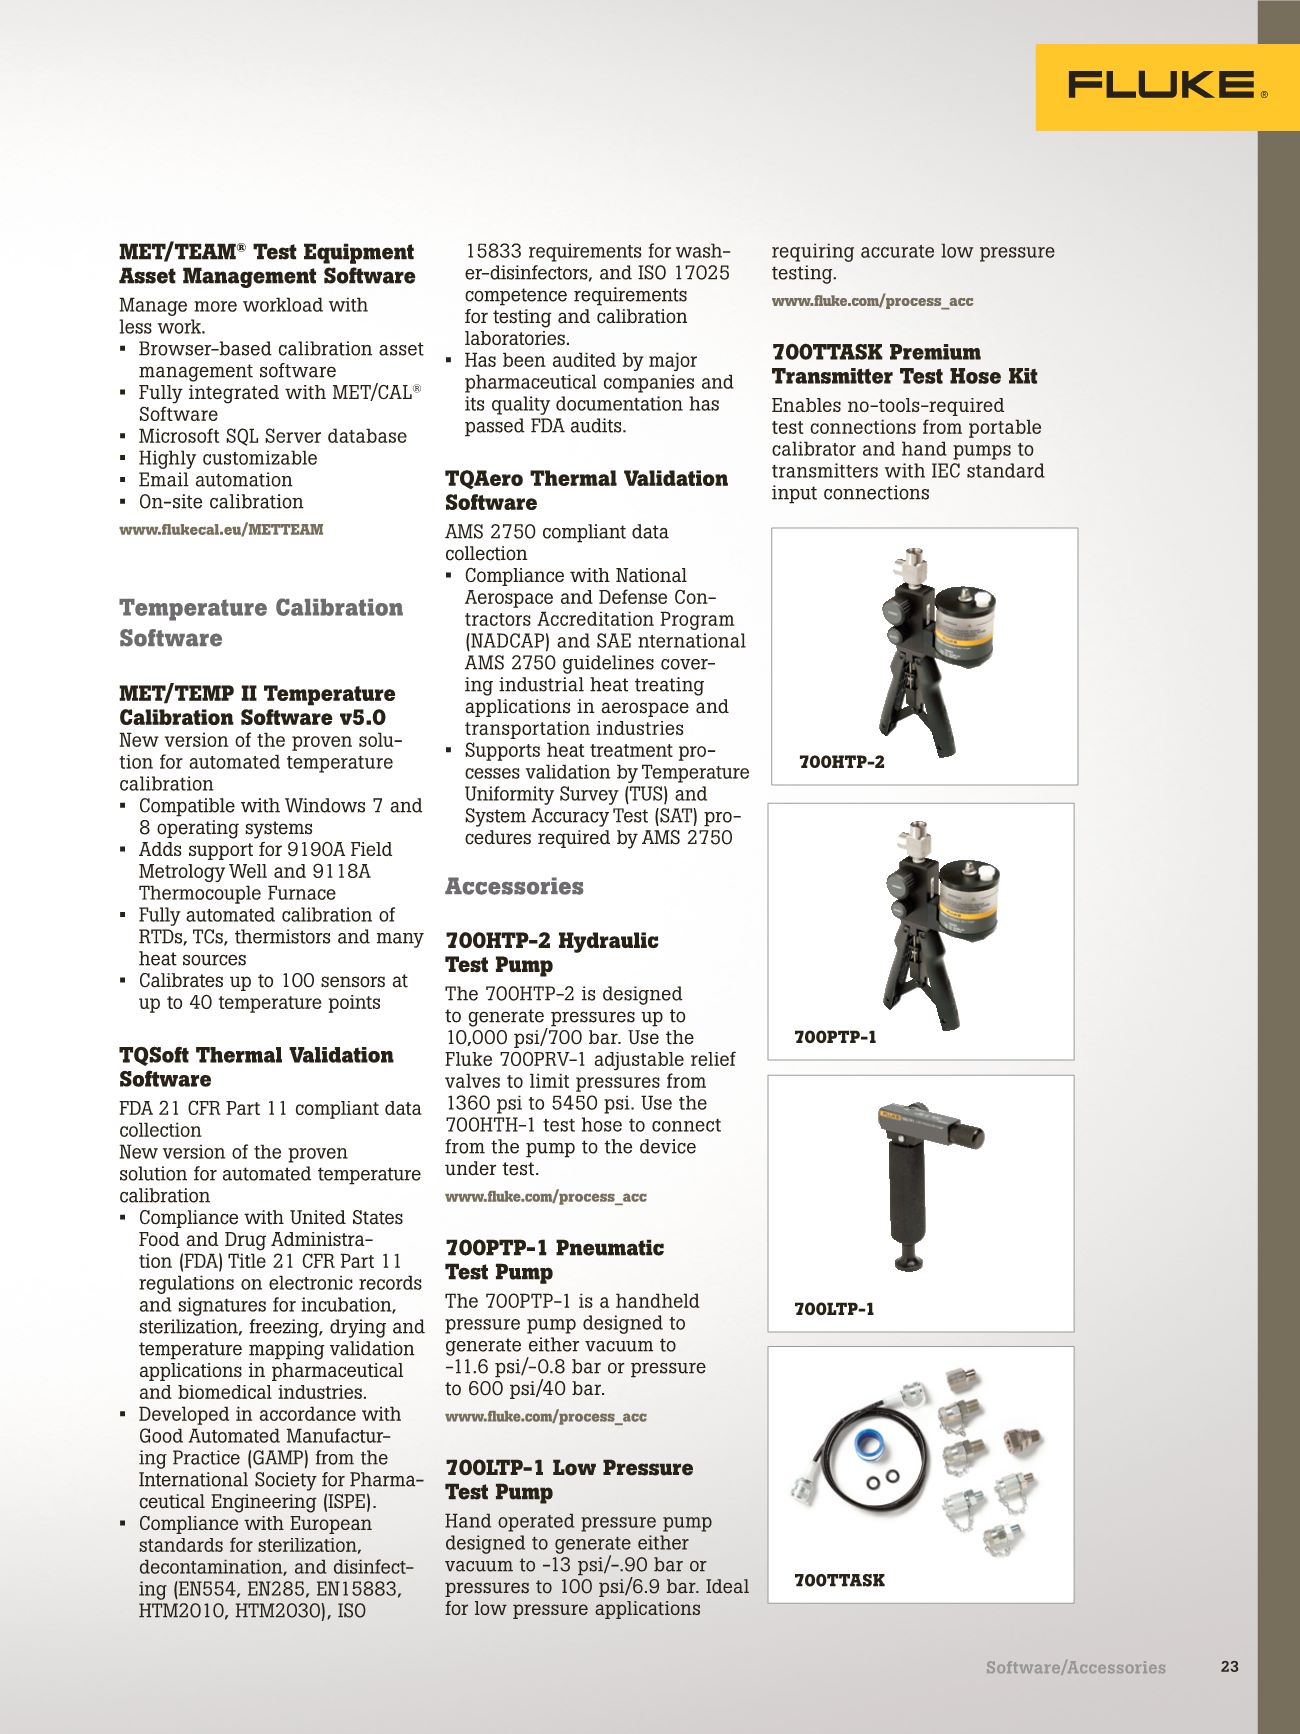 FLUKE®
MET/TEAM® Test Equipment
Asset Management Software
Manage more workload with
less work.
▪ Browser-based calibration asset
management software
▪ Fully integrated with MET/CAL®
Software
▪ Microsoft SQL Server database
▪ Highly customizable
▪ Email automation
▪ On-site calibration
www.flukecal.eu/METTEAM
Temperature Calibration
Software
MET/TEMP II Temperature
Calibration Software v5.0
New version of the proven solu-
tion for automated temperature
calibration
▪ Compatible with Windows 7 and
8 operating systems
▪ Adds support for 9190A Field
Metrology Well and 9118A
Thermocouple Furnace
▪ Fully automated calibration of
RTDs, TCs, thermistors and many
heat sources
▪ Calibrates up to 100 sensors at
up to 40 temperature points
TQSoft Thermal Validation
Software
FDA 21 CFR Part 11 compliant data
collection
New version of the proven
solution for automated temperature
calibration
▪ Compliance with United States
Food and Drug Administra-
tion (FDA) Title 21 CFR Part 11
regulations on electronic records
and signatures for incubation,
sterilization, freezing, drying and
temperature mapping validation
applications in pharmaceutical
and biomedical industries.
▪ Developed in accordance with
Good Automated Manufactur-
ing Practice (GAMP) from the
International Society for Pharma-
ceutical Engineering (ISPE).
▪ Compliance with European
standards for sterilization,
decontamination, and disinfect-
ing (EN554, EN285, EN15883,
HTM2010, HTM2030), ISO
15833 requirements for wash-
er-disinfectors, and ISO 17025
competence requirements
for testing and calibration
laboratories.
▪ Has been audited by major
pharmaceutical companies and
its quality documentation has
passed FDA audits.
TQAero Thermal Validation
Software
AMS 2750 compliant data
collection
▪ Compliance with National
Aerospace and Defense Con-
tractors Accreditation Program
(NADCAP) and SAE nternational
AMS 2750 guidelines cover-
ing industrial heat treating
applications in aerospace and
transportation industries
▪ Supports heat treatment pro-
cesses validation by Temperature
Uniformity Survey (TUS) and
System Accuracy Test (SAT) pro-
cedures required by AMS 2750
Accessories
700HTP-2 Hydraulic
Test Pump
The 700HTP-2 is designed
to generate pressures up to
10,000 psi/700 bar. Use the
Fluke 700PRV-1 adjustable relief
valves to limit pressures from
1360 psi to 5450 psi. Use the
700HTH-1 test hose to connect
from the pump to the device
under test.
www.fluke.com/process_acc
700PTP-1 Pneumatic
Test Pump
The 700PTP-1 is a handheld
pressure pump designed to
generate either vacuum to
-11.6 psi/-0.8 bar or pressure
to 600 psi/40 bar.
www.fluke.com/process_acc
700LTP-1 Low Pressure
Test Pump
Hand operated pressure pump
designed to generate either
vacuum to -13 psi/-.90 bar or
pressures to 100 psi/6.9 bar. Ideal
for low pressure applications
requiring accurate low pressure
testing.
www.fluke.com/process_acc
700TTASK Premium
Transmitter Test Hose Kit
Enables no-tools-required
test connections from portable
calibrator and hand pumps to
transmitters with IEC standard
input connections
FLUKE
700HTP-2
FLUKE
700PTP-1
FLUKE
700LTP-1
700TTASK
Software/Accessories 23